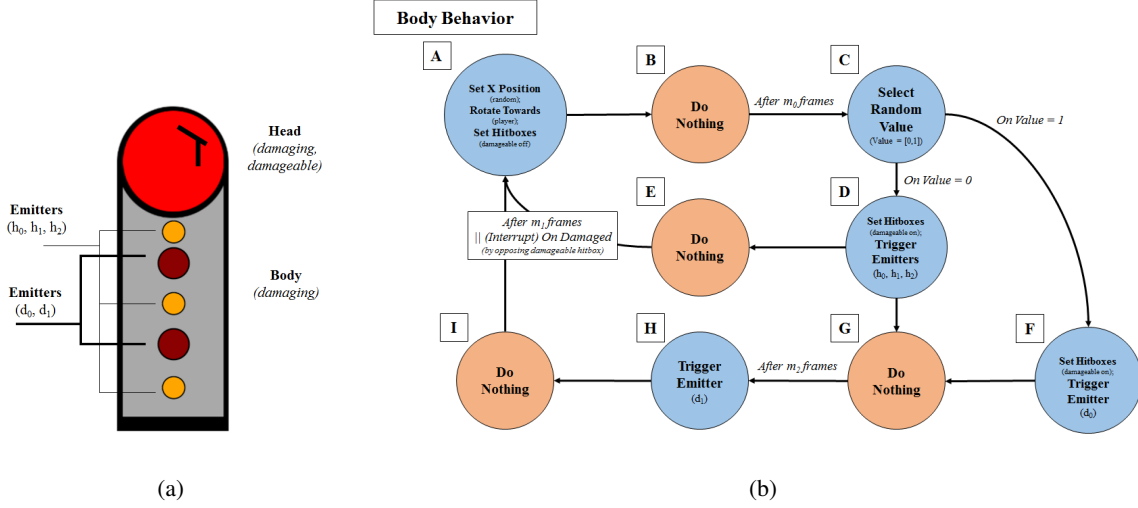 Head
(damaging,
damageable)
Emitters
(h0, h1, h2)
Emitters
(d0, d1)
Body
(damaging)
(a)
Body Behavior
A
Set X Position
(random);
Rotate Towards
(player);
Set Hitboxes
(damageable off)
B
Do
Nothing
After m0 frames
C
Select
Random
Value
(Value = [0,1])
On Value = 1
On Value = 0
D
Set Hitboxes
(damageable on);
Trigger
Emitters
(h0, h1, h2)
E
Do
Nothing
After m1 frames
|| (Interrupt) On Damaged
(by opposing damageable hitbox)
F
Set Hitboxes
(damageable on);
Trigger
Emitter
(d0)
G
Do
Nothing
After m2 frames
H
Trigger
Emitter
(d1)
I
Do
Nothing
(b)